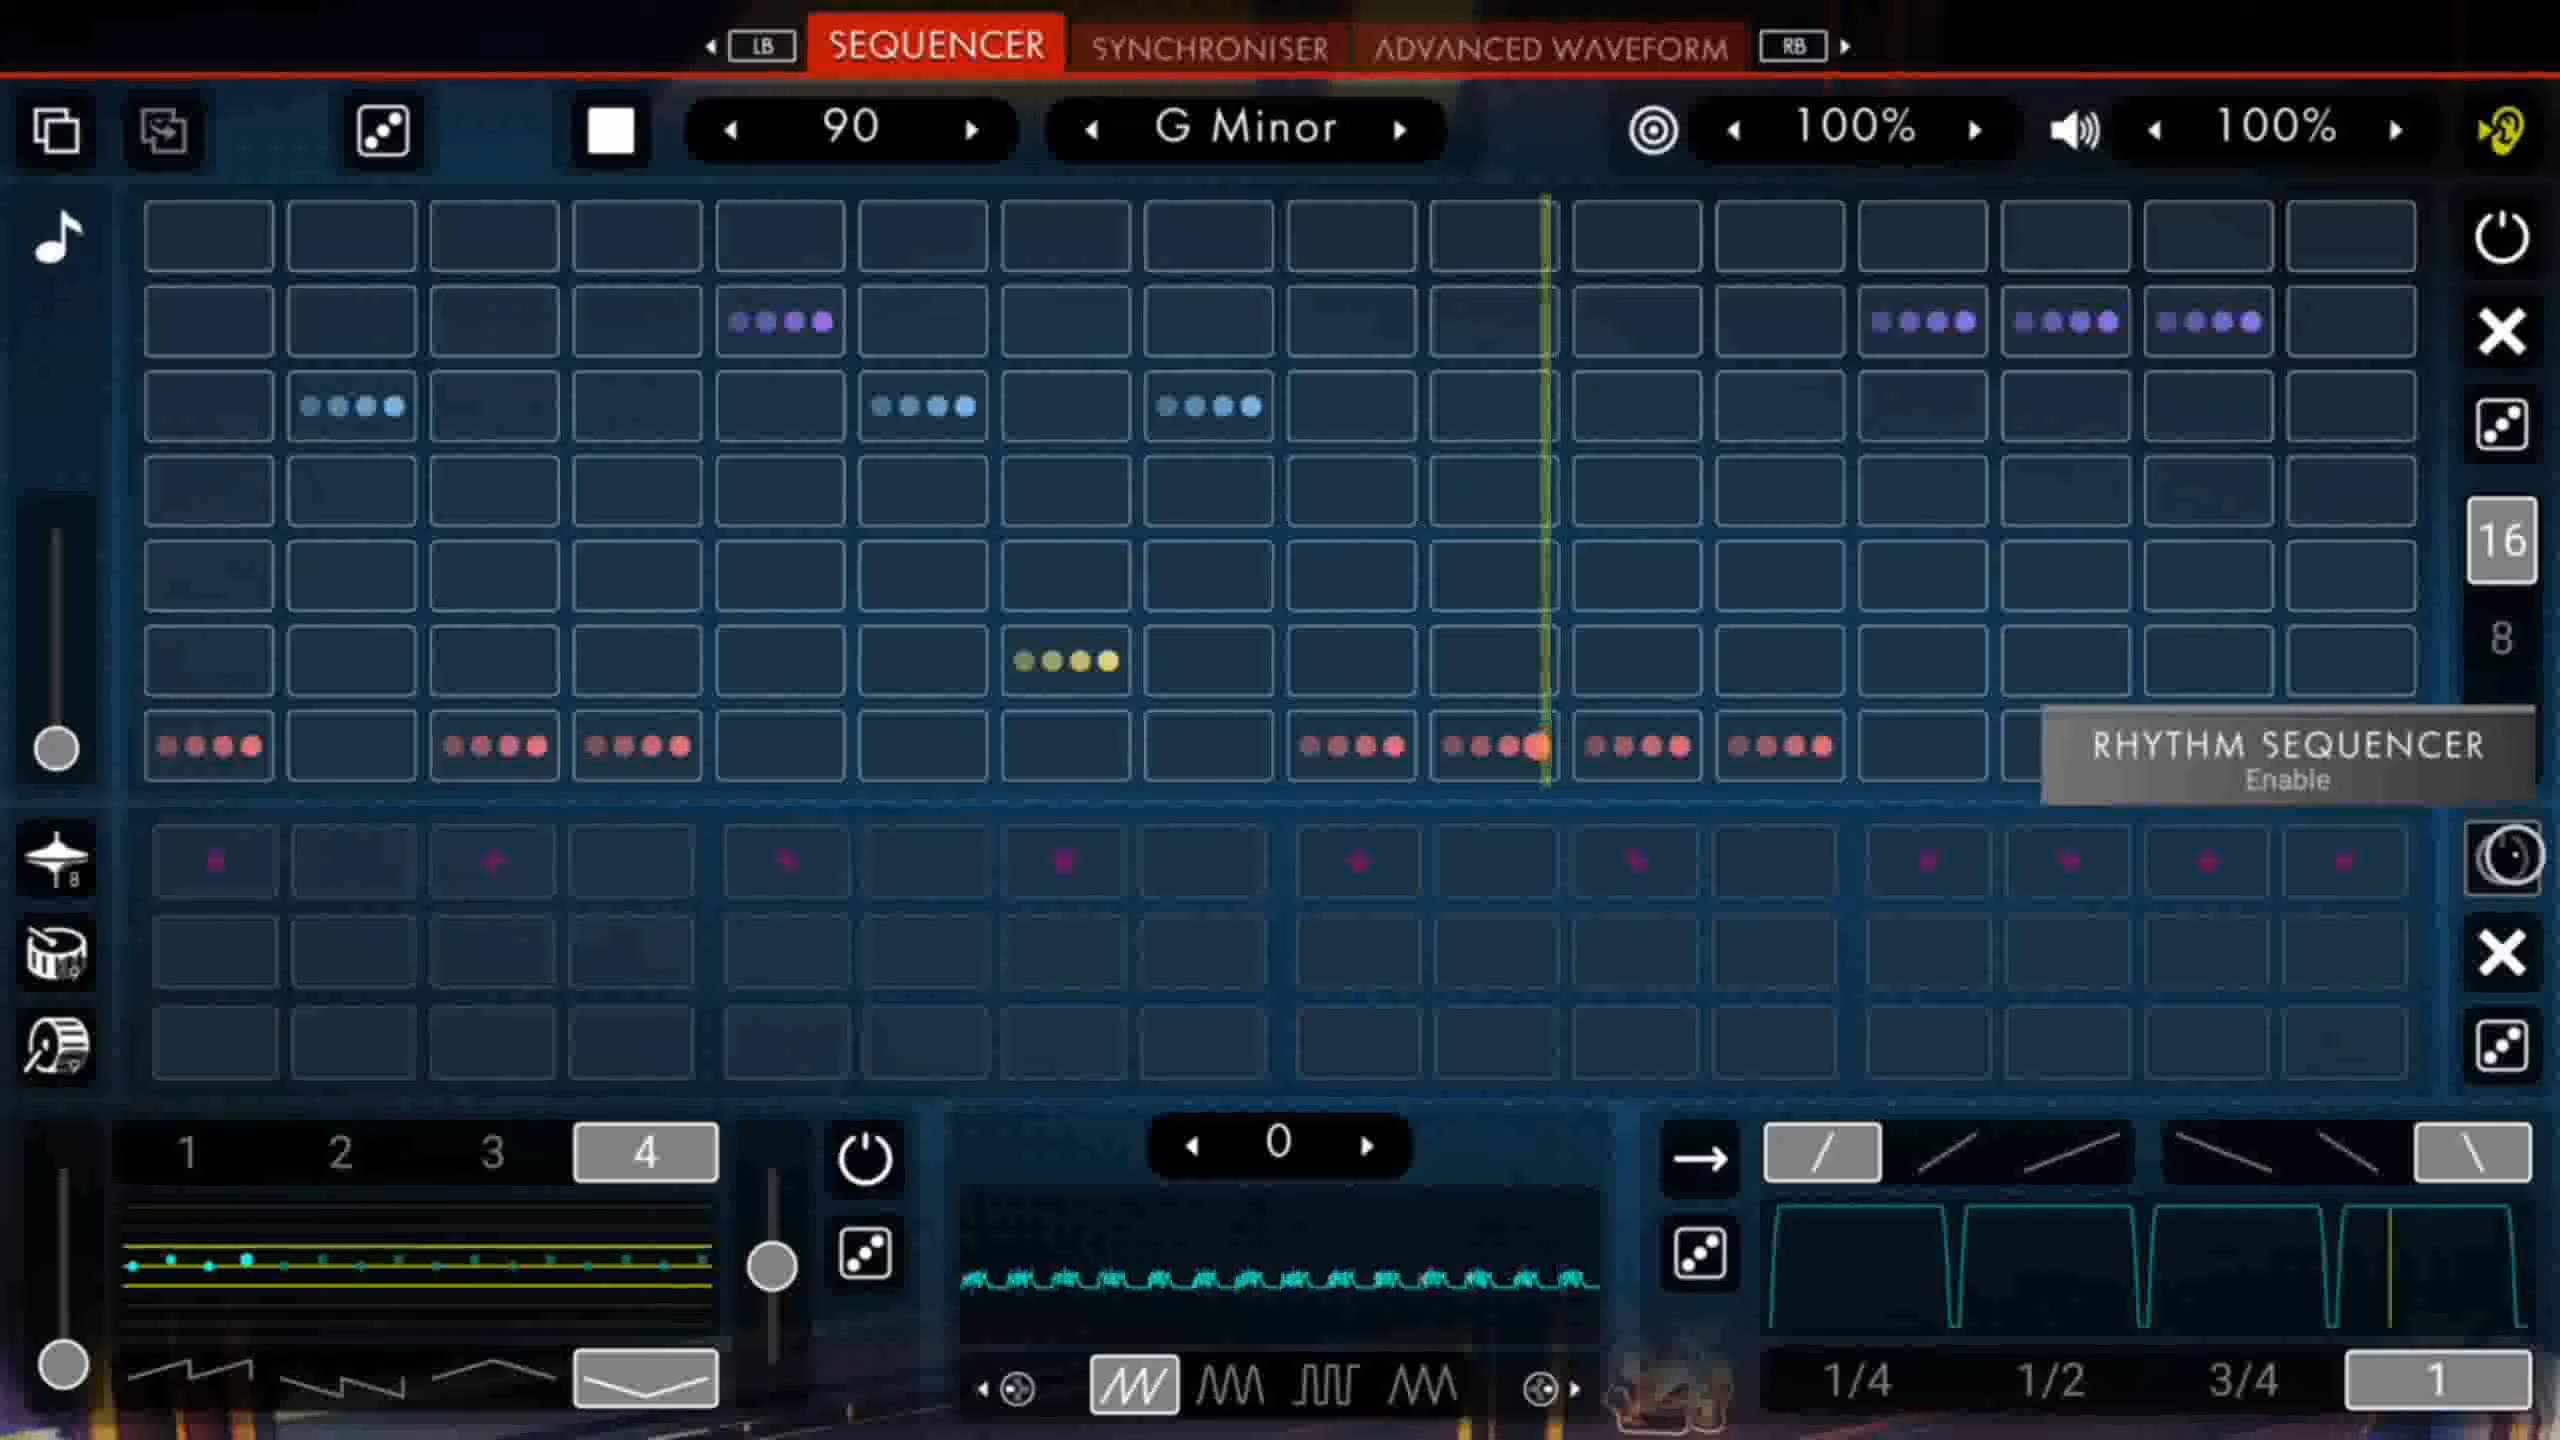 LB SEQUENCER SYNCHRONISER ADVANCED WAVEFORM RB
90 G Minor 100% 100%
16
8
RHYTHM SEQUENCER
Enable
8
1 2 3 4
0
1/4 1/2 3/4 1